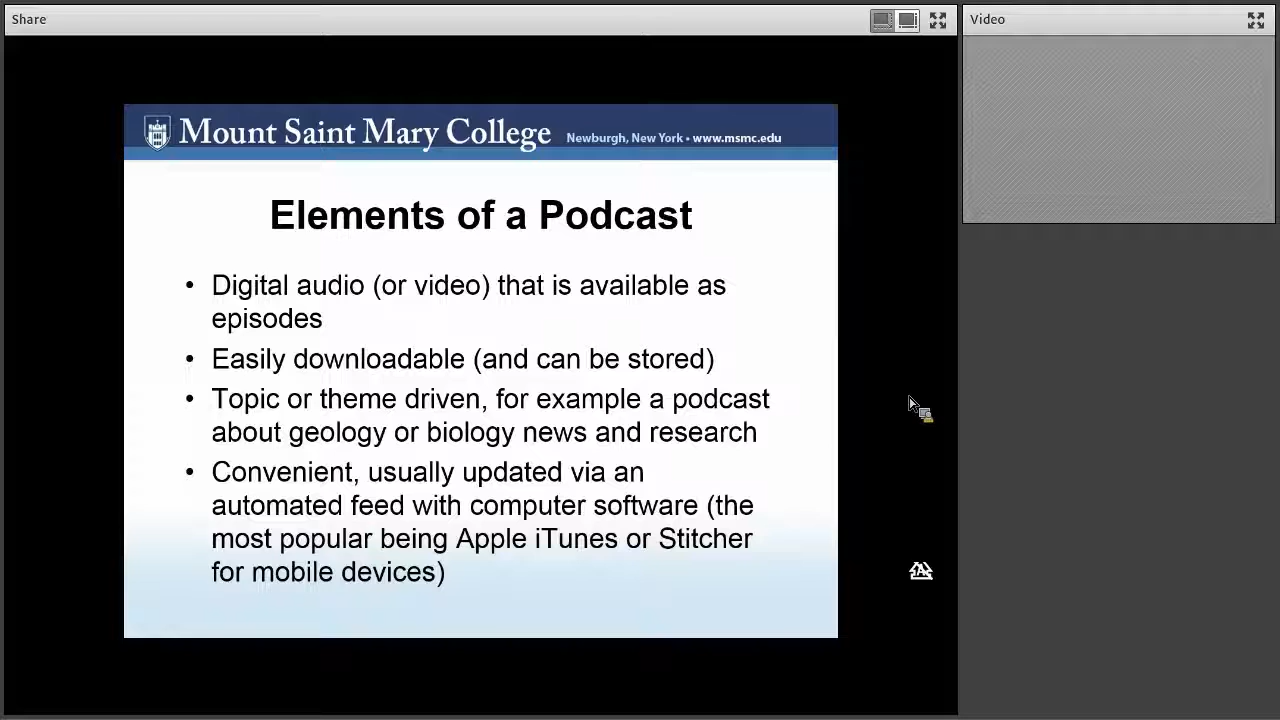 Share
Video
Mount Saint Mary College Newburgh, New York • www.msmc.edu
Elements of a Podcast
• Digital audio (or video) that is available as
episodes
• Easily downloadable (and can be stored)
• Topic or theme driven, for example a podcast
about geology or biology news and research
• Convenient, usually updated via an
automated feed with computer software (the
most popular being Apple iTunes or Stitcher
for mobile devices)